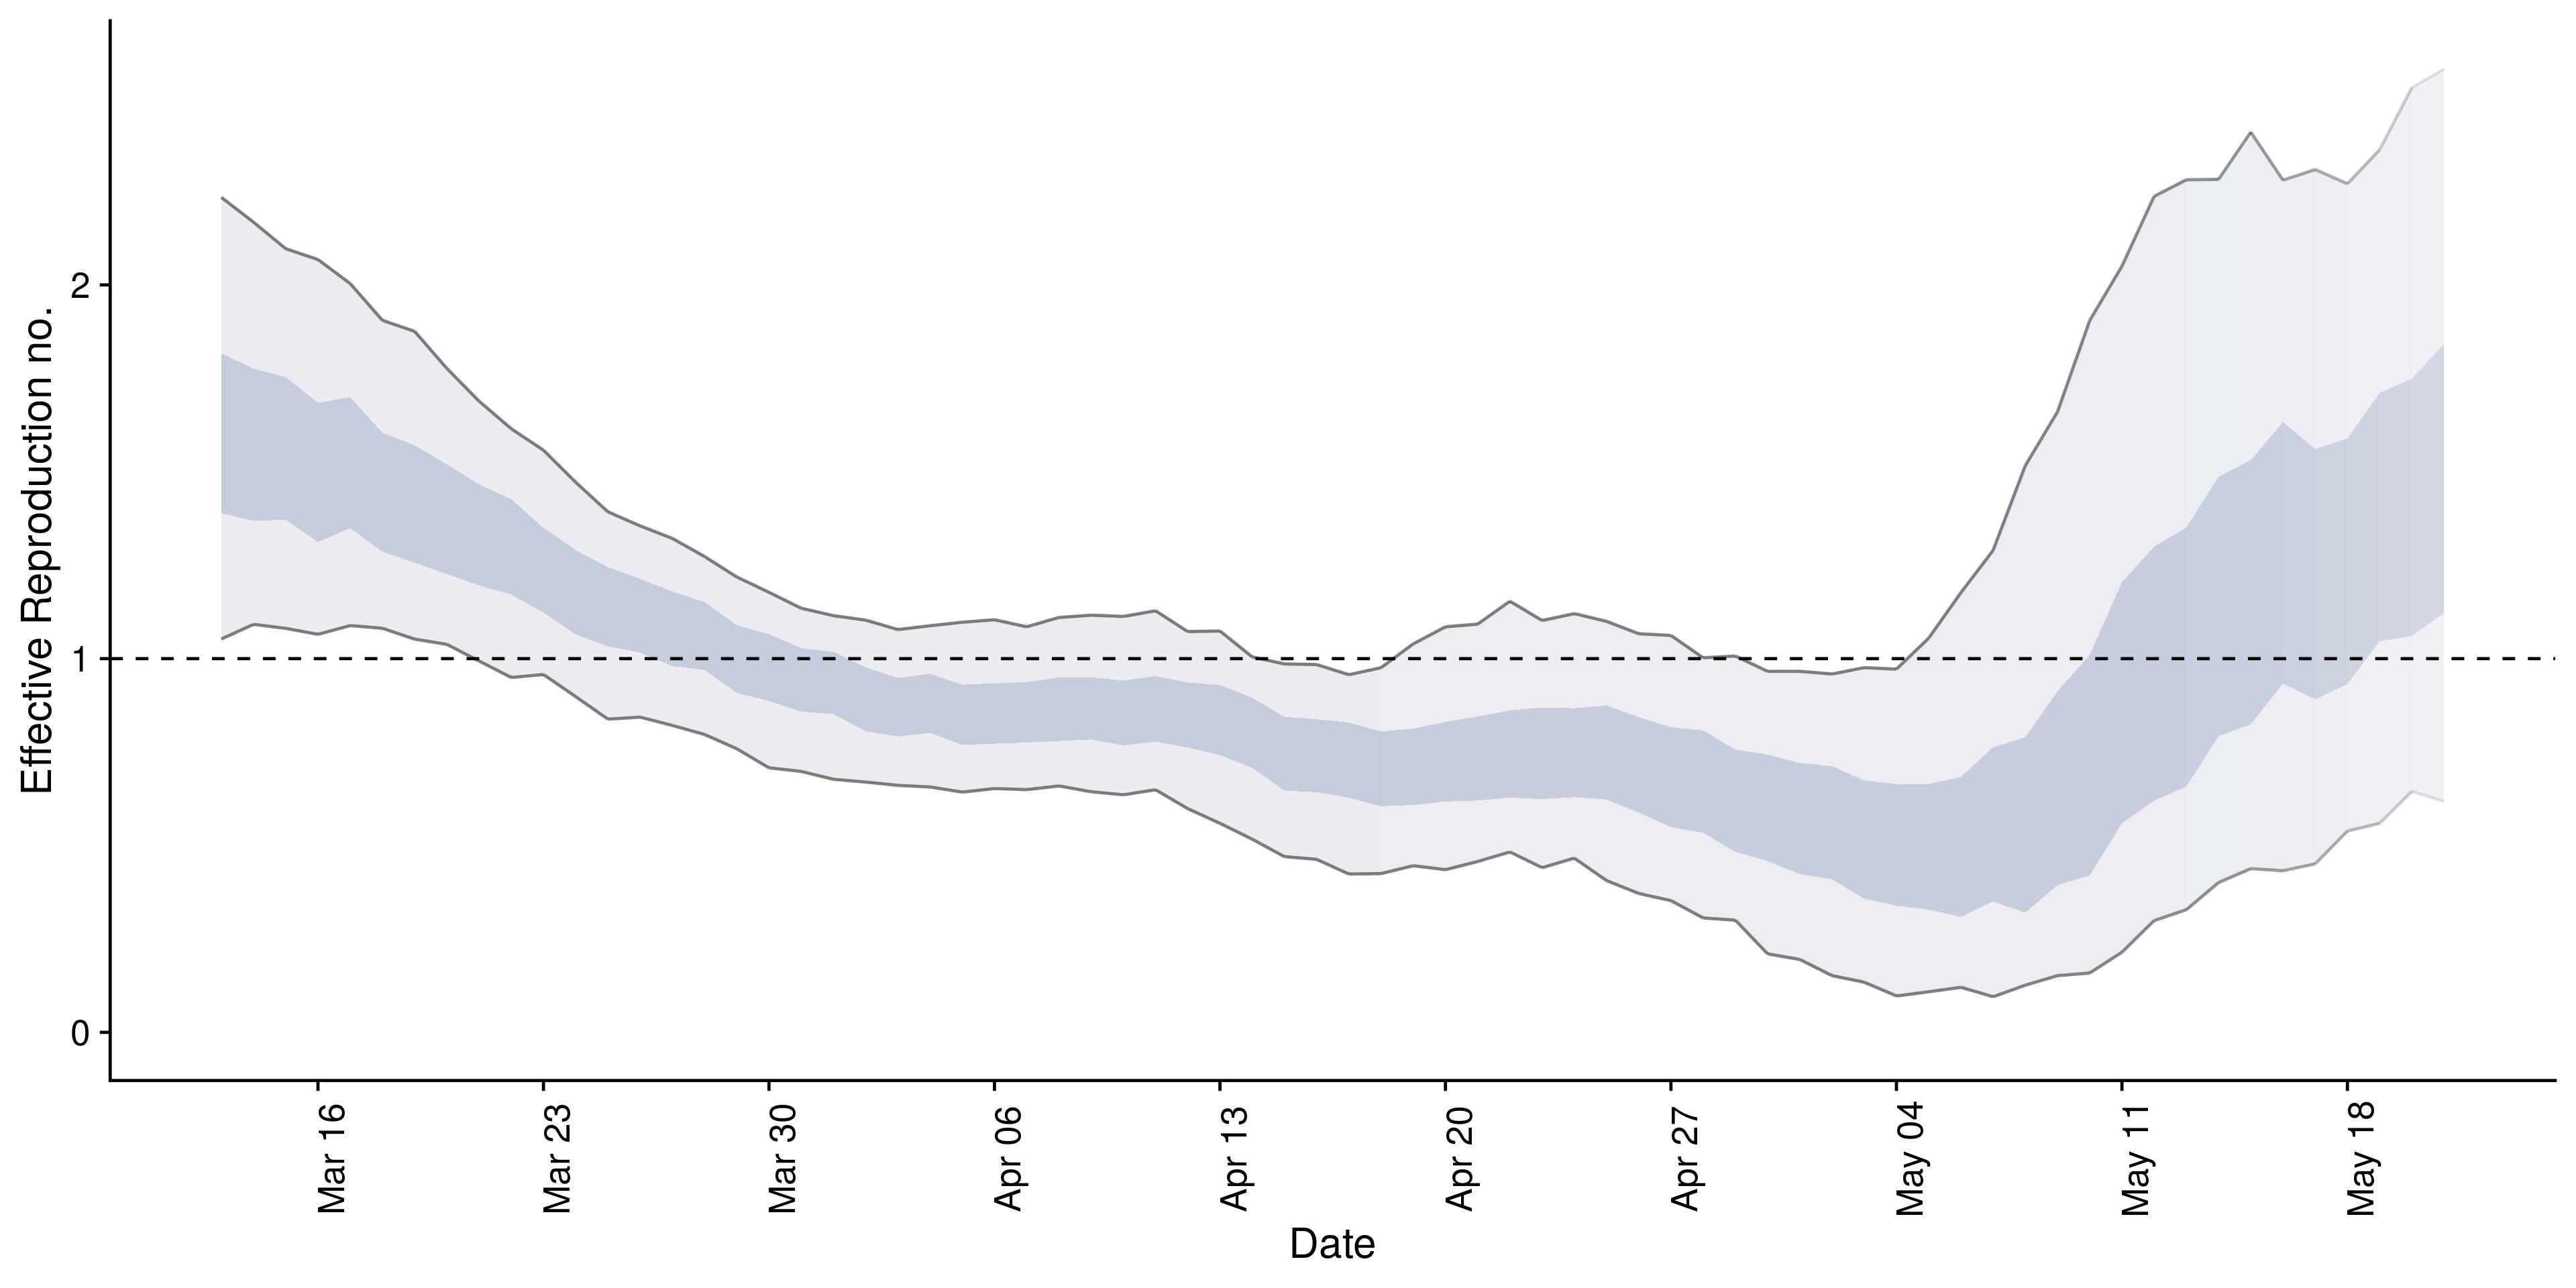 Effective Reproduction no.
2
1
0
Mar 16
Mar 23
Mar 30
Apr 06
Apr 13
Apr 20
Apr 27
May 04
May 11
May 18
Date